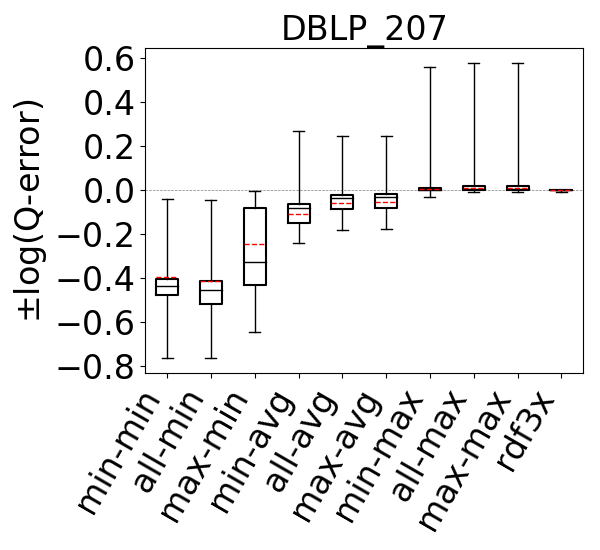 DBLP_207
±log(Q-error)
0.6
0.4
0.2
0.0
−0.2
−0.4
−0.6
−0.8
min-min
all-min
max-min
min-avg
all-avg
max-avg
min-max
all-max
max-max
rdf3x